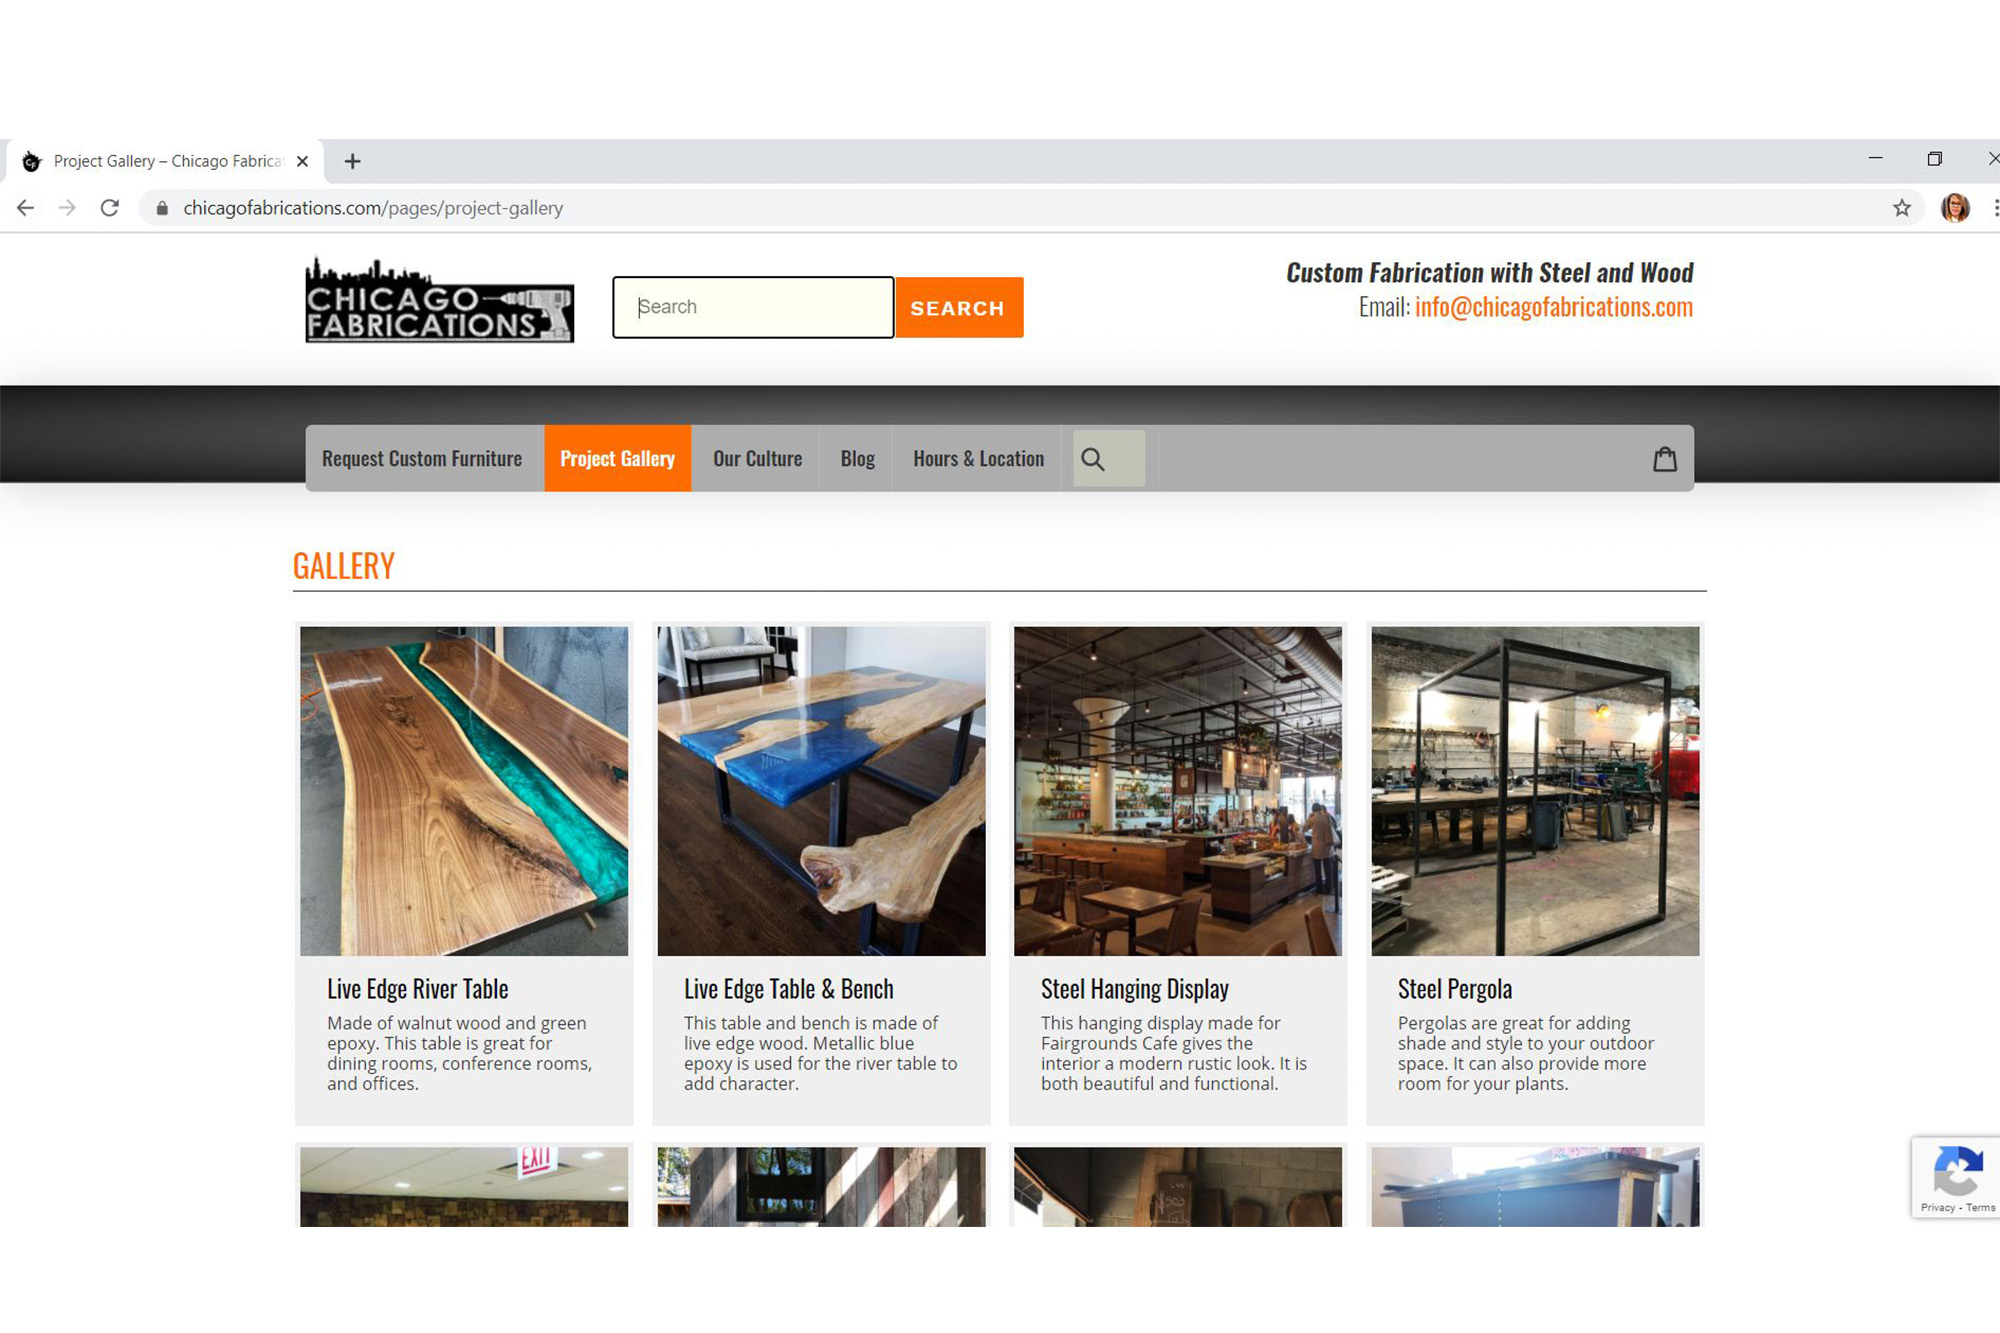 Project Gallery – Chicago Fabrica
chicagofabrications.com/pages/project-gallery
CHICAGO
FABRICATIONS
Search
SEARCH
Custom Fabrication with Steel and Wood
Email: info@chicagofabrications.com
Request Custom Furniture
Project Gallery
Our Culture
Blog
Hours & Location
GALLERY
Live Edge River Table
Made of walnut wood and green
epoxy. This table is great for
dining rooms, conference rooms,
and offices.
Live Edge Table & Bench
This table and bench is made of
live edge wood. Metallic blue
epoxy is used for the river table to
add character.
Steel Hanging Display
This hanging display made for
Fairgrounds Cafe gives the
interior a modern rustic look. It is
both beautiful and functional.
Steel Pergola
Pergolas are great for adding
shade and style to your outdoor
space. It can also provide more
room for your plants.
EXIT
Privacy - Terms